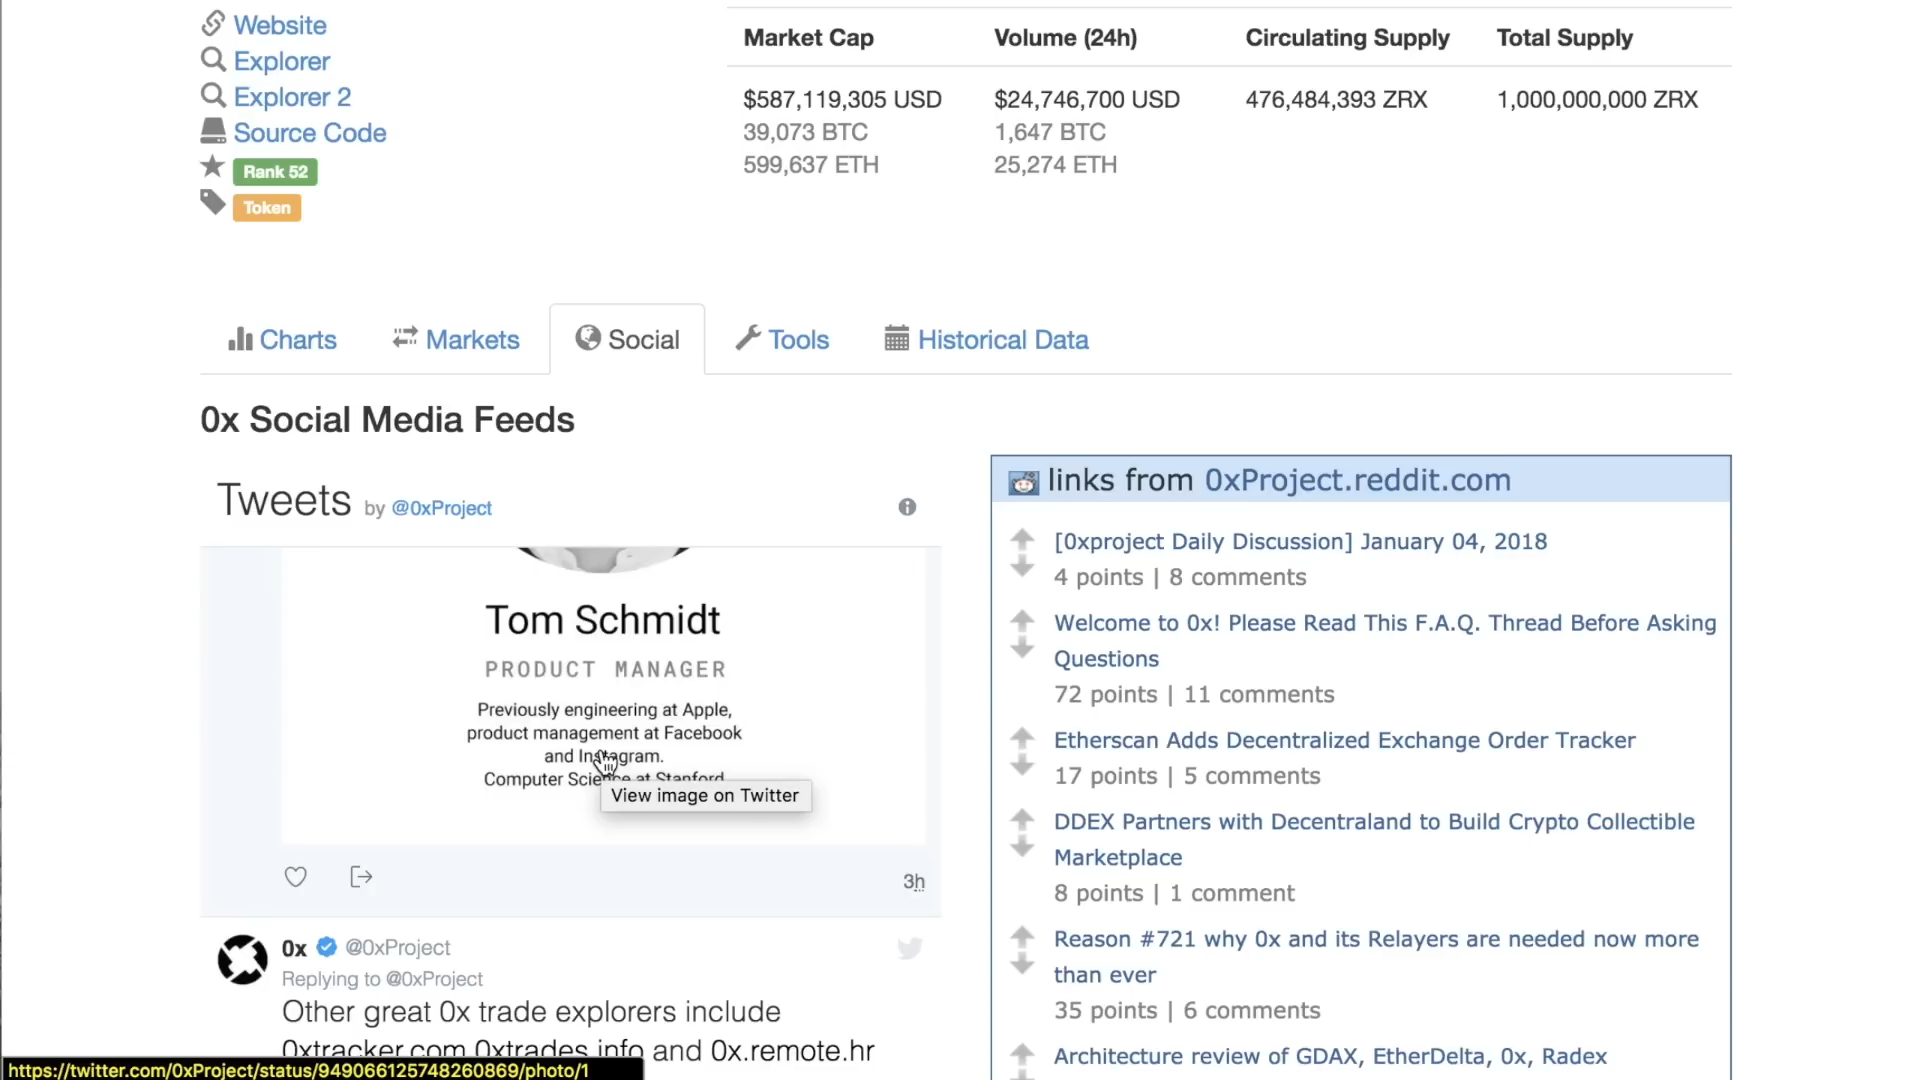 Website
Explorer
Explorer 2
Source Code
Rank 52
Token
Market Cap Volume (24h) Circulating Supply Total Supply
$587,119,305 USD $24,746,700 USD 476,484,393 ZRX 1,000,000,000 ZRX
39,073 BTC 1,647 BTC
599,637 ETH 25,274 ETH
Charts Markets Social Tools Historical Data
0x Social Media Feeds
Tweets by @0xProject
Tom Schmidt
PRODUCT MANAGER
Previously engineering at Apple,
product management at Facebook
and Instagram.
Computer Science at Stanford
View image on Twitter
3h
0x @0xProject
Replying to @0xProject
Other great 0x trade explorers include
0xtracker.com 0xtrades.info and 0x.remote.hr
links from 0xProject.reddit.com
[0xproject Daily Discussion] January 04, 2018
4 points | 8 comments
Welcome to 0x! Please Read This F.A.Q. Thread Before Asking
Questions
72 points | 11 comments
Etherscan Adds Decentralized Exchange Order Tracker
17 points | 5 comments
DDEX Partners with Decentraland to Build Crypto Collectible
Marketplace
8 points | 1 comment
Reason #721 why 0x and its Relayers are needed now more
than ever
35 points | 6 comments
Architecture review of GDAX, EtherDelta, 0x, Radex
https://twitter.com/0xProject/status/949066125748260869/photo/1